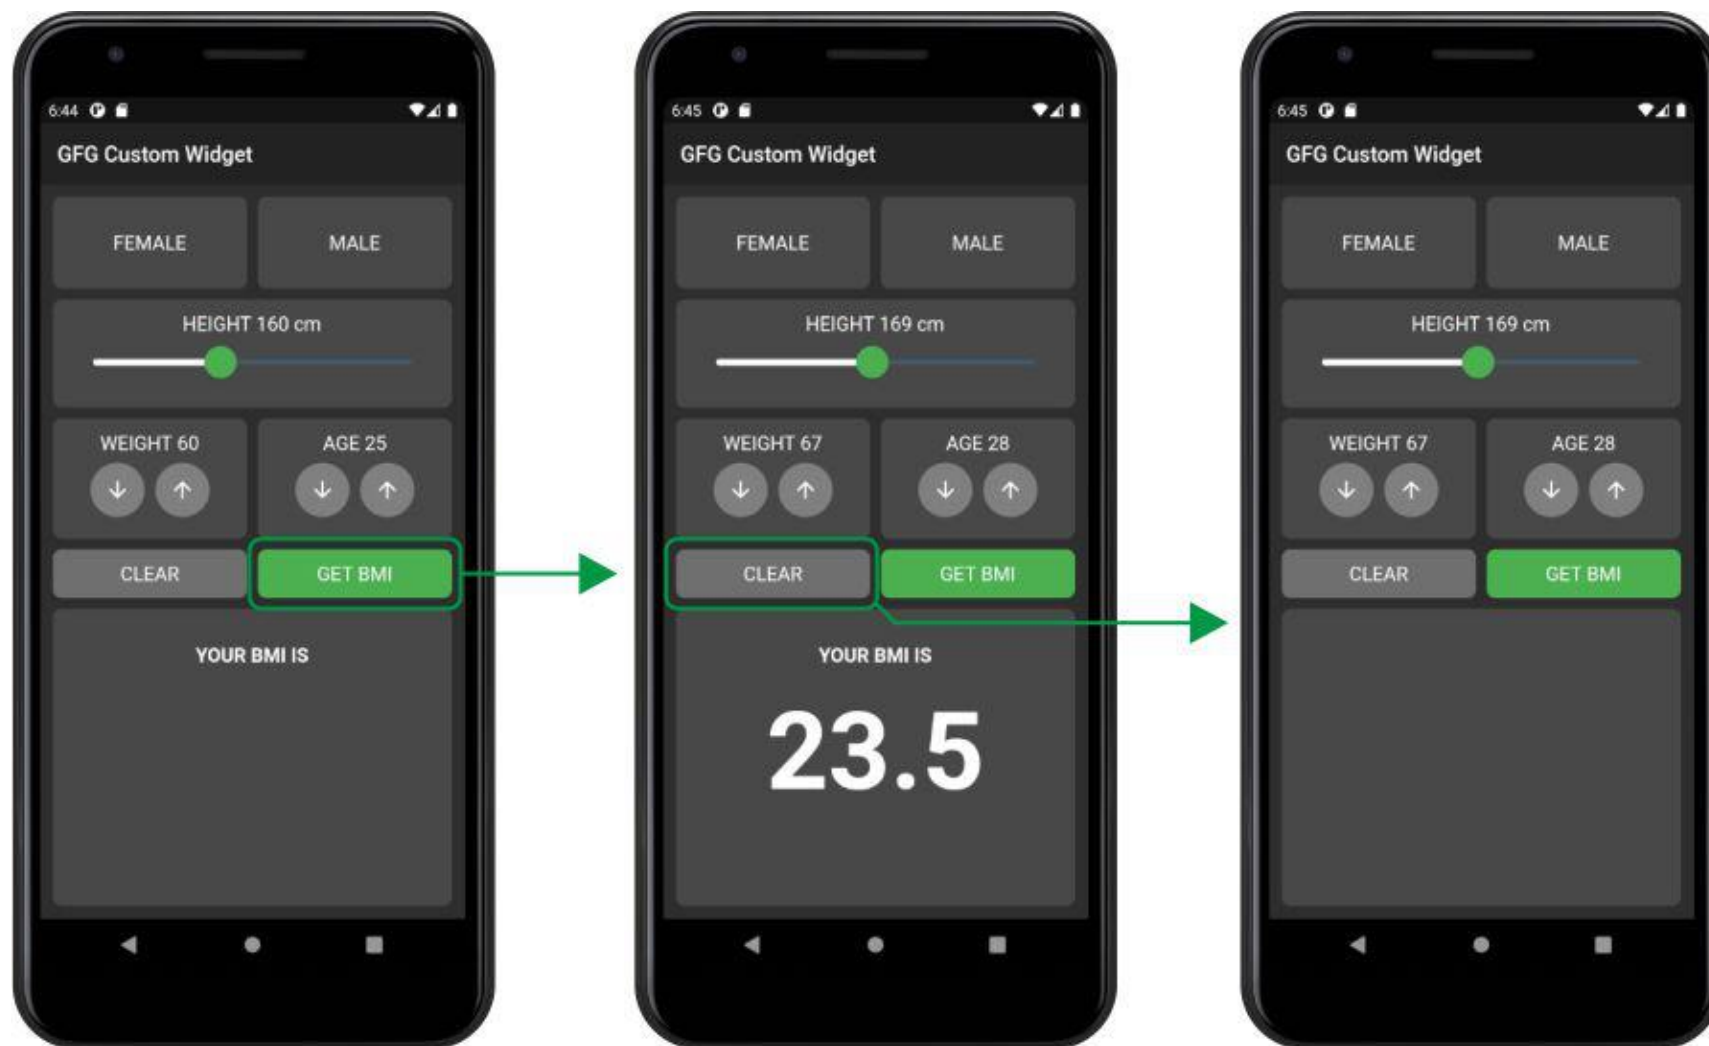 6:44
GFG Custom Widget
FEMALE MALE
HEIGHT 160 cm
WEIGHT 60 AGE 25
CLEAR GET BMI
YOUR BMI IS
6:45
GFG Custom Widget
FEMALE MALE
HEIGHT 169 cm
WEIGHT 67 AGE 28
CLEAR GET BMI
YOUR BMI IS
23.5
6:45
GFG Custom Widget
FEMALE MALE
HEIGHT 169 cm
WEIGHT 67 AGE 28
CLEAR GET BMI